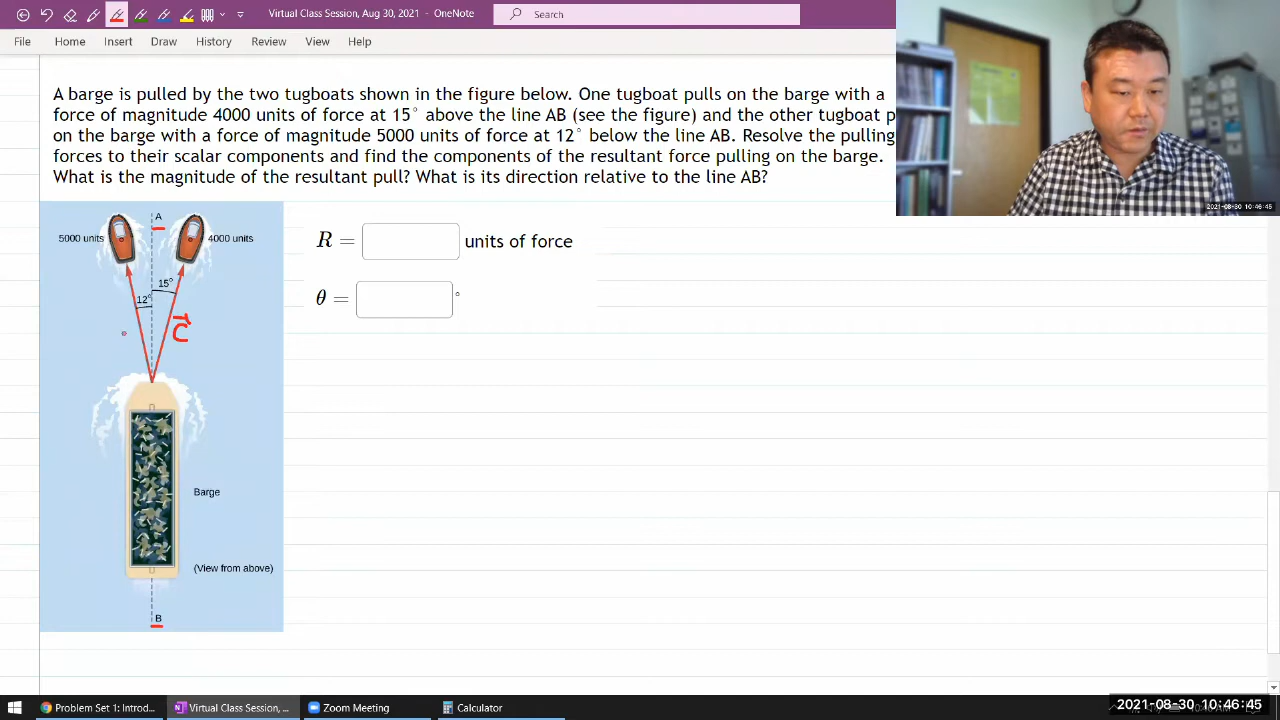 Virtual Class Session, Aug 30, 2021 - OneNote
Search
File Home Insert Draw History Review View Help
A barge is pulled by the two tugboats shown in the figure below. One tugboat pulls on the barge with a
force of magnitude 4000 units of force at 15° above the line AB (see the figure) and the other tugboat p
on the barge with a force of magnitude 5000 units of force at 12° below the line AB. Resolve the pulling
forces to their scalar components and find the components of the resultant force pulling on the barge.
What is the magnitude of the resultant pull? What is its direction relative to the line AB?
A
5000 units
4000 units
15°
12°
C
Barge
(View from above)
B
R = units of force
θ = °
2021-08-30 10:46:45
Problem Set 1: Introd...
Virtual Class Session, ...
Zoom Meeting
Calculator
2021-08-30 10:46:45